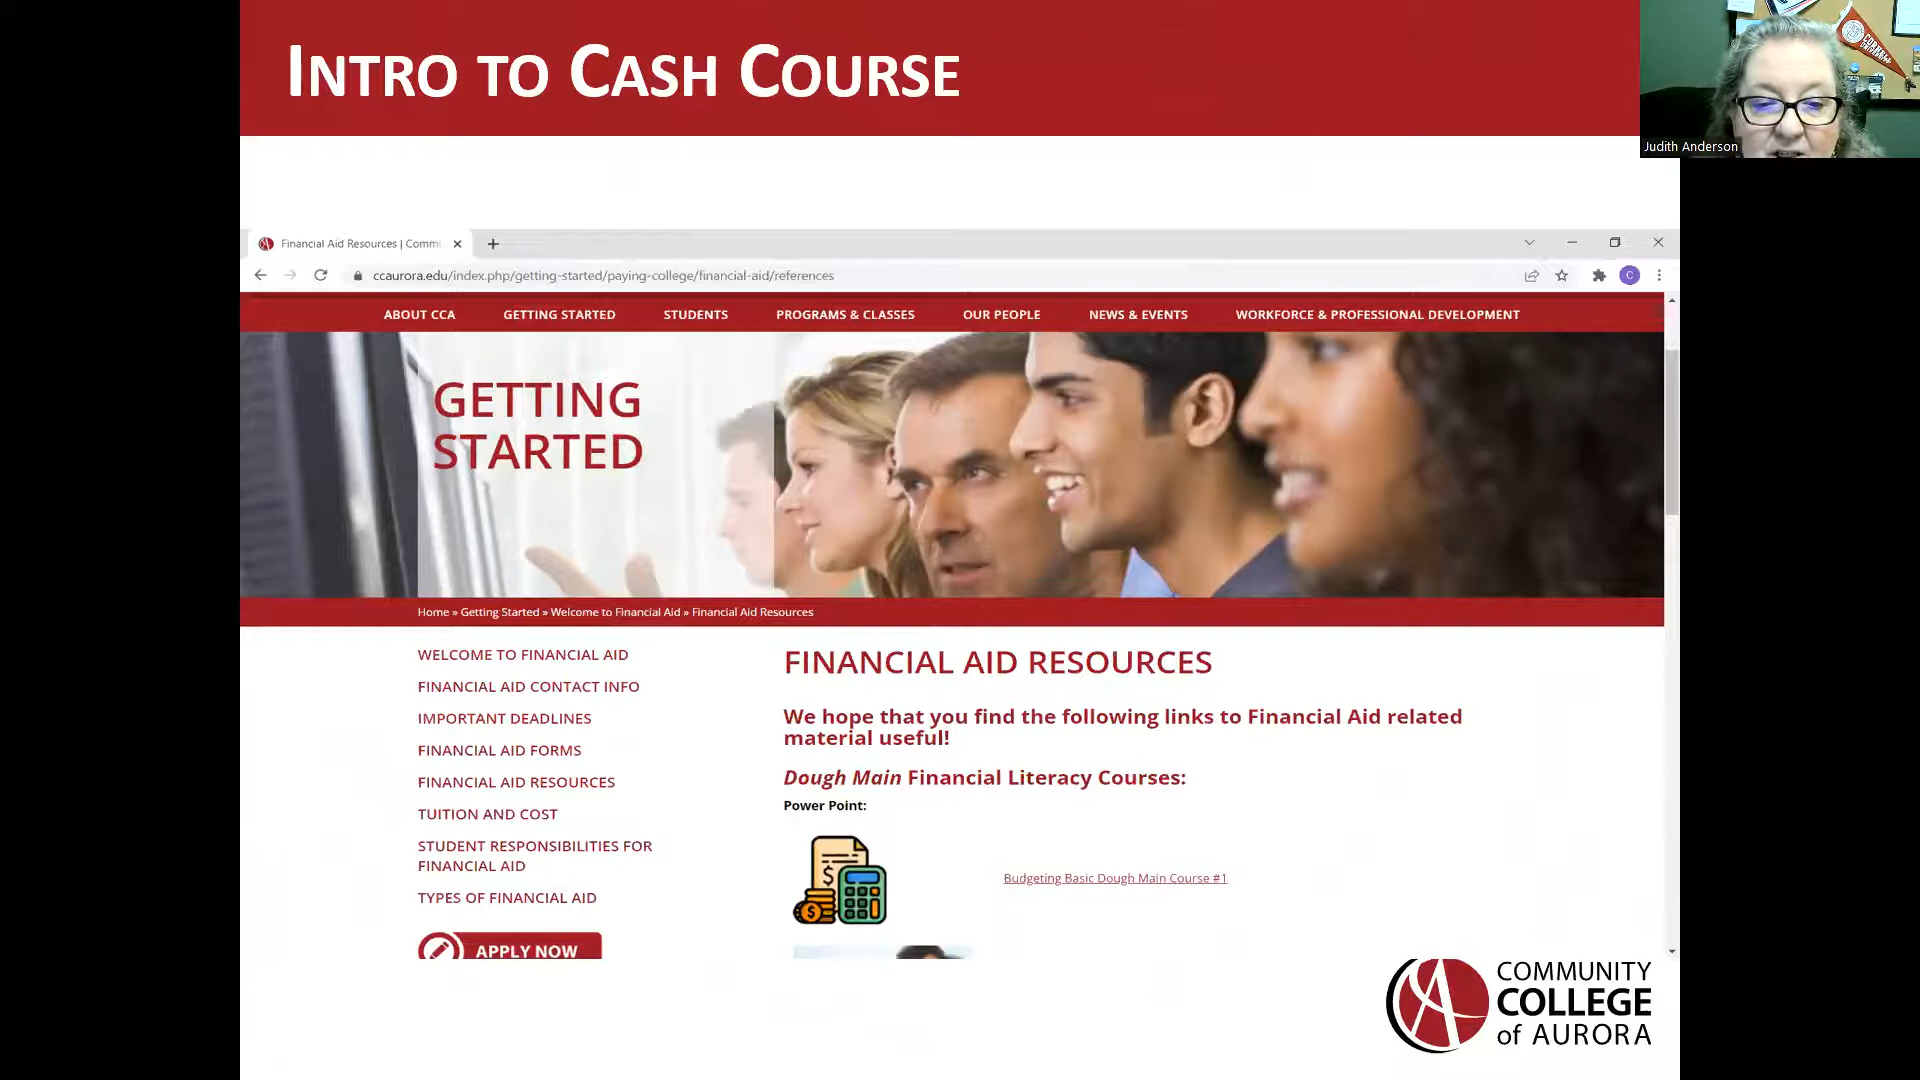 INTRO TO CASH COURSE
CORNELL
UNIVERSITY
Judith Anderson
Financial Aid Resources | Commu
ccaurora.edu/index.php/getting-started/paying-college/financial-aid/references
C
ABOUT CCA GETTING STARTED STUDENTS PROGRAMS & CLASSES OUR PEOPLE NEWS & EVENTS WORKFORCE & PROFESSIONAL DEVELOPMENT
GETTING
STARTED
Home » Getting Started » Welcome to Financial Aid » Financial Aid Resources
WELCOME TO FINANCIAL AID
FINANCIAL AID CONTACT INFO
IMPORTANT DEADLINES
FINANCIAL AID FORMS
FINANCIAL AID RESOURCES
TUITION AND COST
STUDENT RESPONSIBILITIES FOR
FINANCIAL AID
TYPES OF FINANCIAL AID
APPLY NOW
FINANCIAL AID RESOURCES
We hope that you find the following links to Financial Aid related
material useful!
Dough Main Financial Literacy Courses:
Power Point:
Budgeting Basic Dough Main Course #1
COMMUNITY
COLLEGE
of AURORA